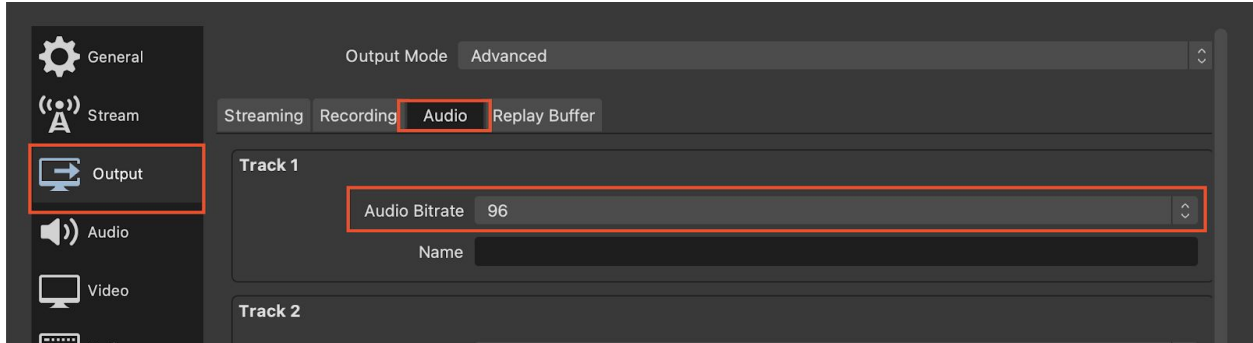 General
Output Mode Advanced
Stream
Streaming Recording Audio Replay Buffer
Output
Track 1
Audio Bitrate 96
Audio
Name
Video
Track 2